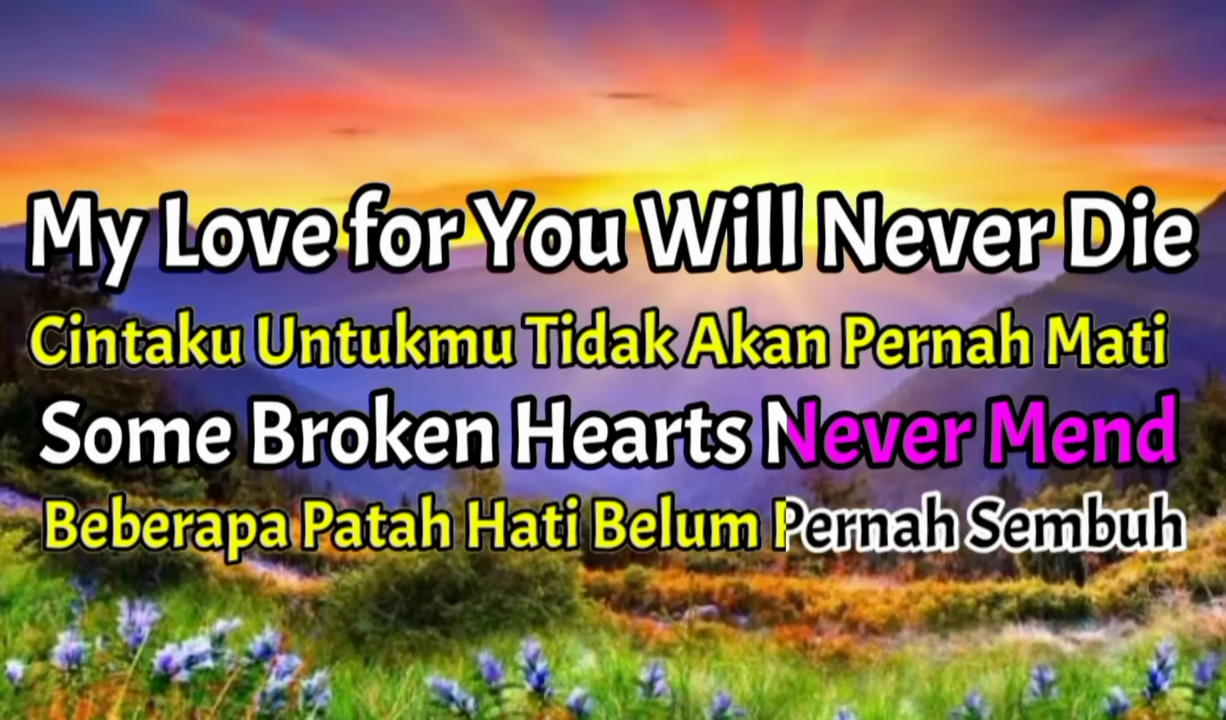 My Love for You Will Never Die
Cintaku Untukmu Tidak Akan Pernah Mati
Some Broken Hearts Never Mend
Beberapa Patah Hati Belum Pernah Sembuh